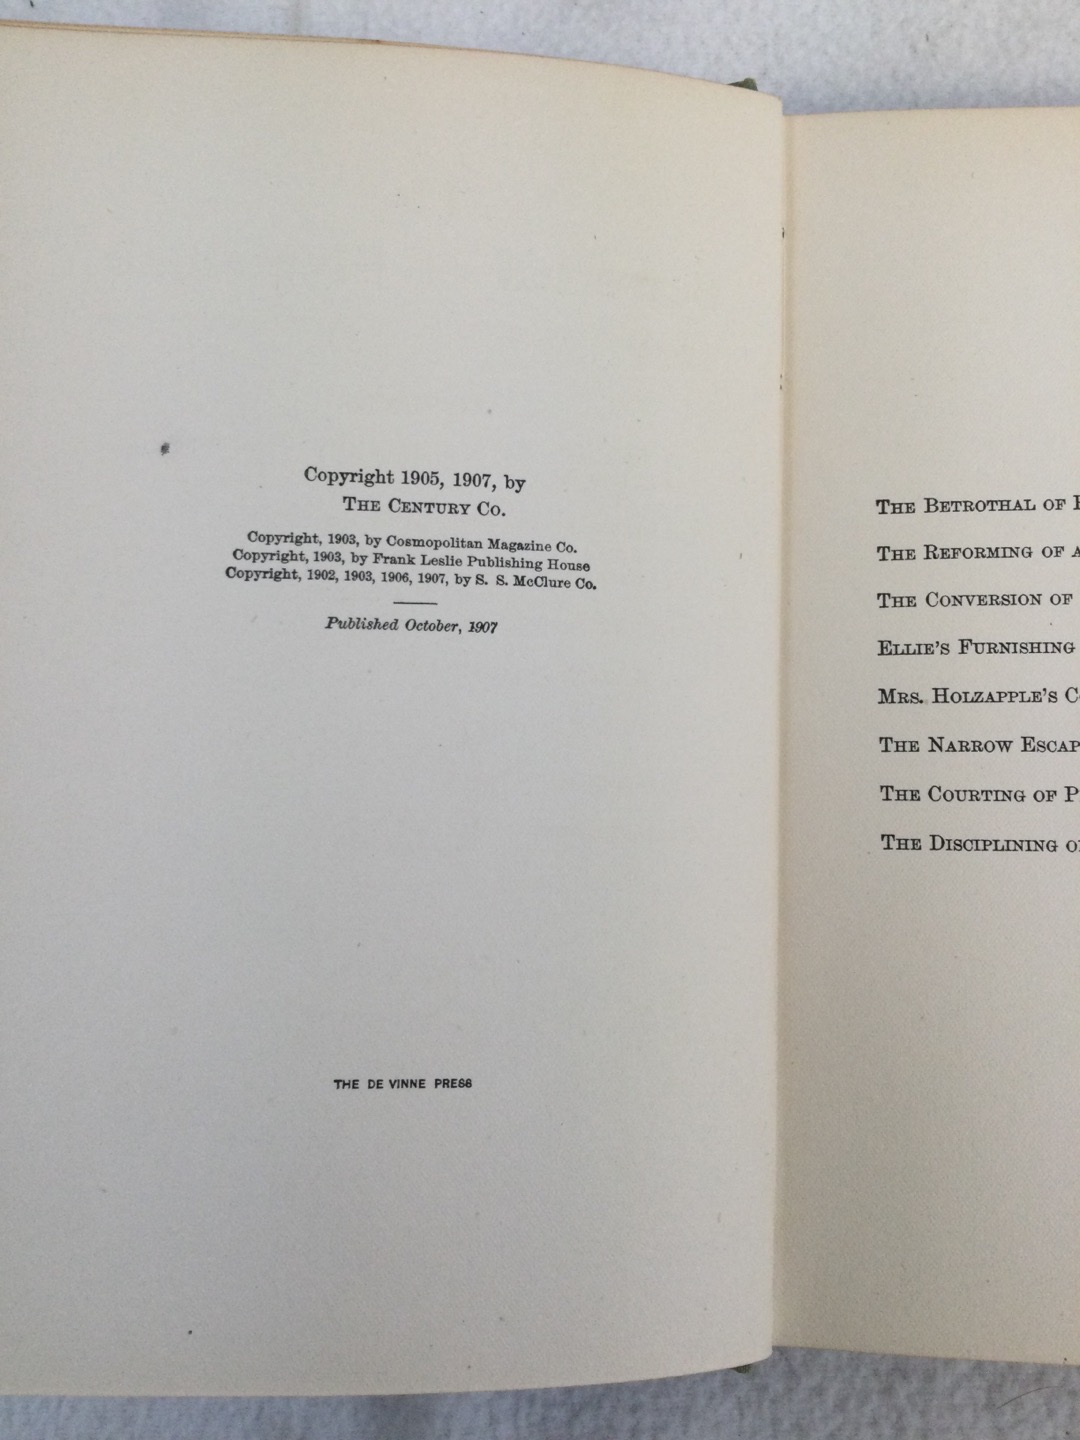 Copyright 1905, 1907, by
THE CENTURY CO.
Copyright, 1903, by Cosmopolitan Magazine Co.
Copyright, 1903, by Frank Leslie Publishing House
Copyright, 1902, 1903, 1906, 1907, by S. S. McClure Co.
Published October, 1907
THE DE VINNE PRESS
THE BETROTHAL OF
THE REFORMING OF A
THE CONVERSION OF
ELLIE'S FURNISHING
MRS. HOLZAPPLE'S C
THE NARROW ESCAP
THE COURTING OF P
THE DISCIPLINING OF